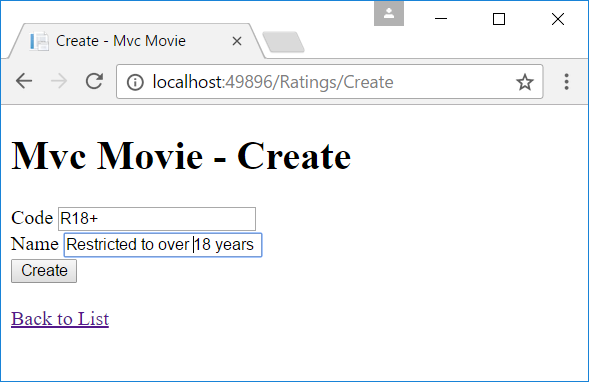 Create - Mvc Movie
localhost:49896/Ratings/Create
Mvc Movie - Create
Code R18+
Name Restricted to over 18 years
Create
Back to List